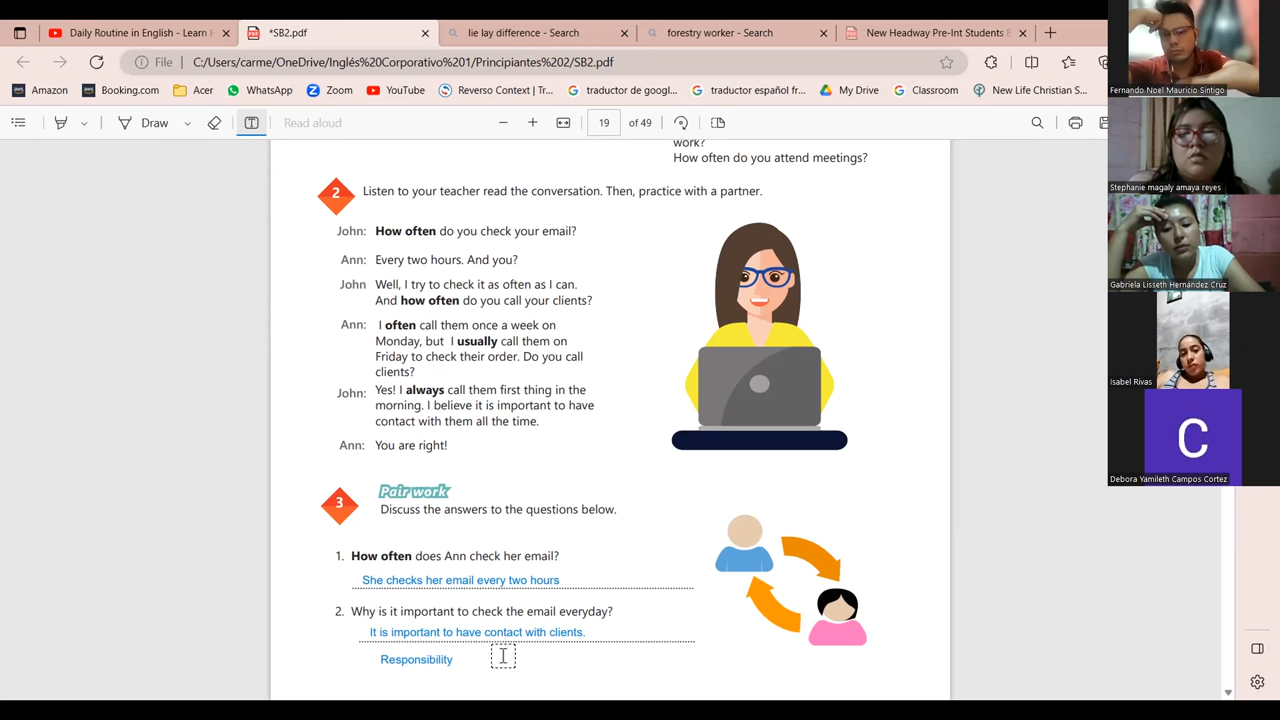 Daily Routine in English - Learn H
*SB2.pdf
lie lay difference - Search
forestry worker - Search
New Headway Pre-Int Students B
File
C:/Users/carme/OneDrive/Inglés%20Corporativo%201/Principiantes%202/SB2.pdf
Amazon
Booking.com
Acer
WhatsApp
Zoom
YouTube
Reverso Context | Tr...
traductor de googl...
traductor español fr...
My Drive
Classroom
New Life Christian S...
Draw
Read aloud
19
of 49
work?
How often do you attend meetings?
2
Listen to your teacher read the conversation. Then, practice with a partner.
John: How often do you check your email?
Ann: Every two hours. And you?
John Well, I try to check it as often as I can.
And how often do you call your clients?
Ann: I often call them once a week on
Monday, but I usually call them on
Friday to check their order. Do you call
clients?
John: Yes! I always call them first thing in the
morning. I believe it is important to have
contact with them all the time.
Ann: You are right!
3
Pair work
Discuss the answers to the questions below.
1. How often does Ann check her email?
She checks her email every two hours
2. Why is it important to check the email everyday?
It is important to have contact with clients.
Responsibility
Fernando Noel Mauricio Sintigo
Stephanie magaly amaya reyes
Gabriela Lisseth Hernández Cruz
Isabel Rivas
C
Debora Yamileth Campos Cortez